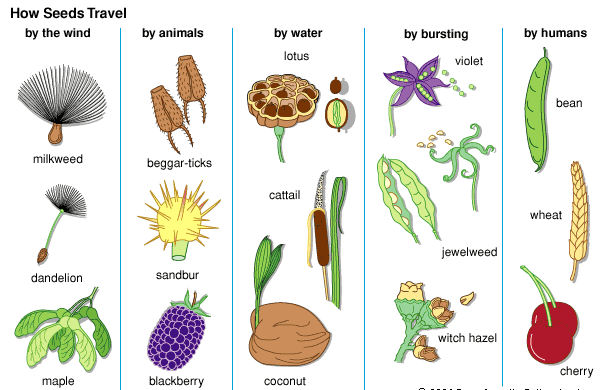 How Seeds Travel
by the wind
by animals
by water
by bursting
by humans
milkweed
dandelion
maple
beggar-ticks
sandbur
blackberry
lotus
cattail
coconut
violet
jewelweed
witch hazel
bean
wheat
cherry